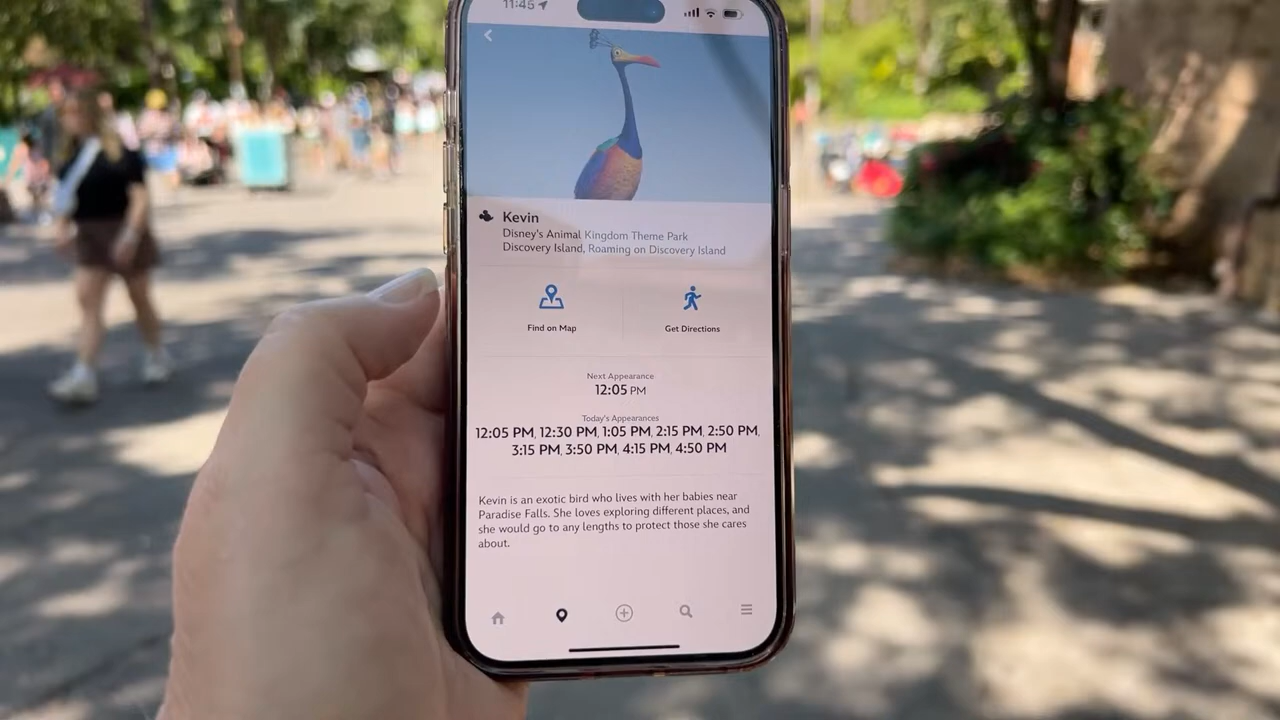 11:45
Kevin
Disney's Animal Kingdom Theme Park
Discovery Island, Roaming on Discovery Island
Find on Map
Get Directions
Next Appearance
12:05 PM
Today's Appearances
12:05 PM, 12:30 PM, 1:05 PM, 2:15 PM, 2:50 PM,
3:15 PM, 3:50 PM, 4:15 PM, 4:50 PM
Kevin is an exotic bird who lives with her babies near
Paradise Falls. She loves exploring different places, and
she would go to any lengths to protect those she cares
about.